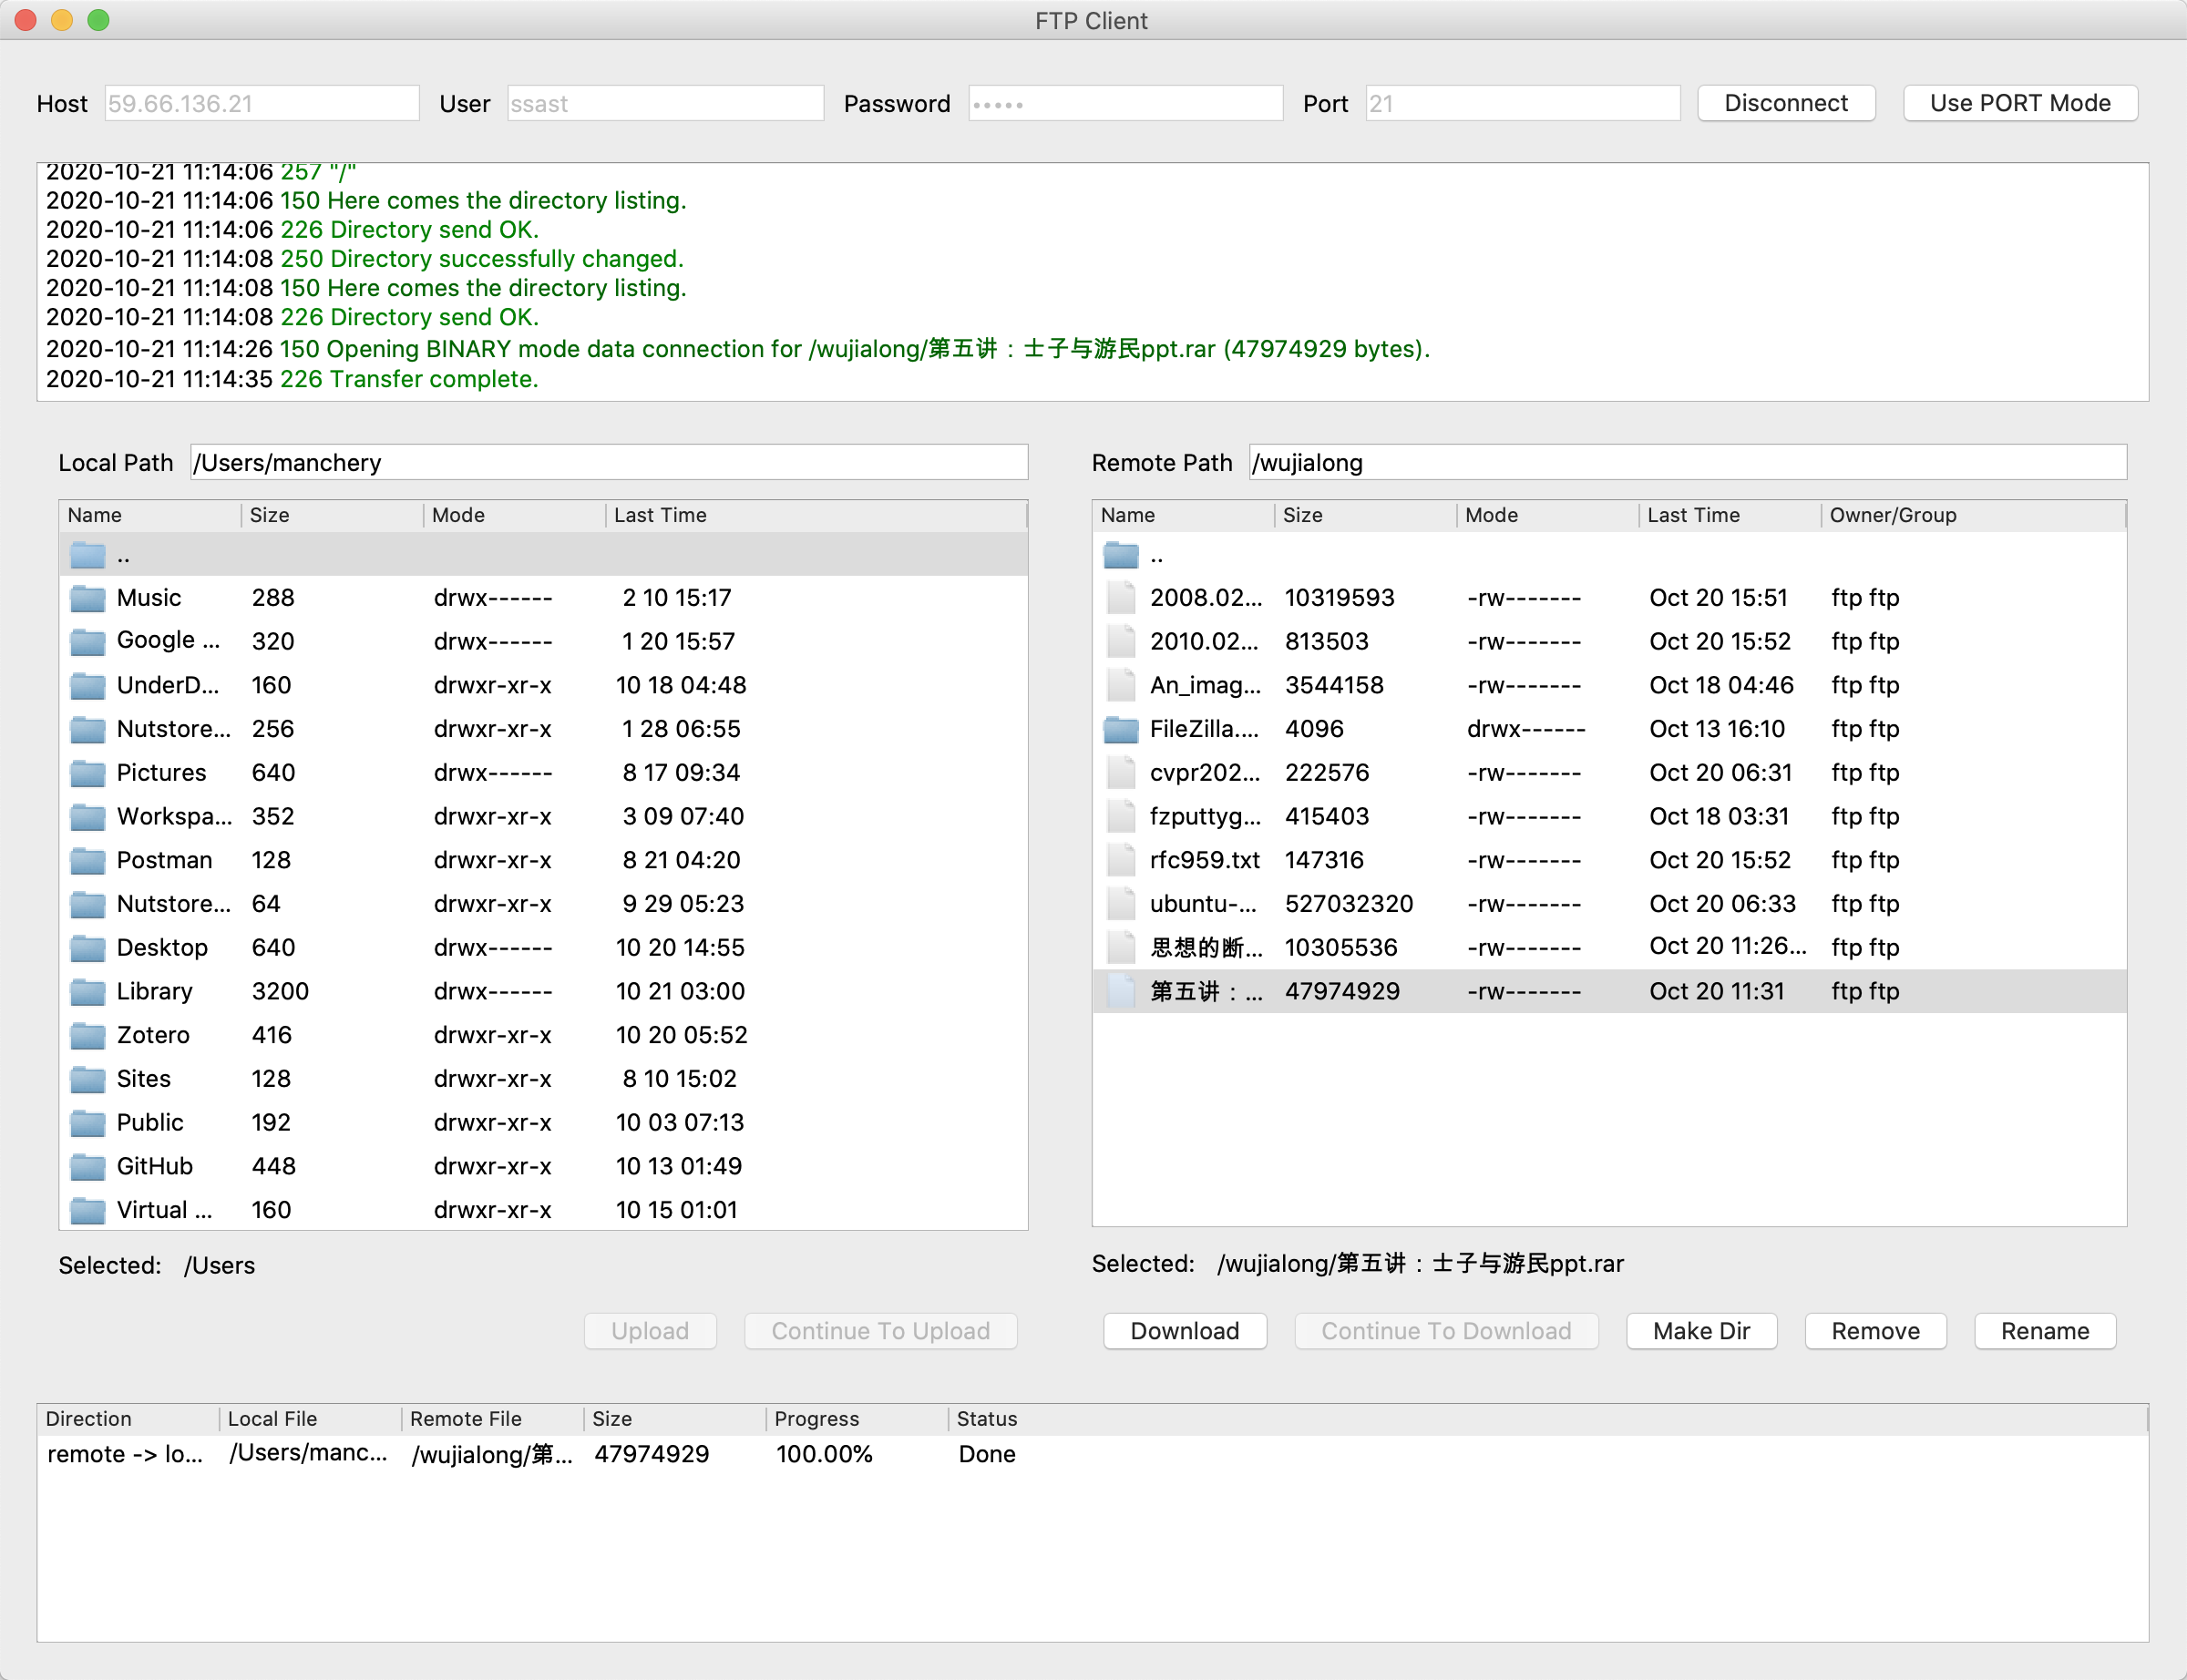 FTP Client
Host 59.66.136.21 User ssast Password ••••• Port 21 Disconnect Use PORT Mode
2020-10-21 11:14:06 257 "/"
2020-10-21 11:14:06 150 Here comes the directory listing.
2020-10-21 11:14:06 226 Directory send OK.
2020-10-21 11:14:08 250 Directory successfully changed.
2020-10-21 11:14:08 150 Here comes the directory listing.
2020-10-21 11:14:08 226 Directory send OK.
2020-10-21 11:14:26 150 Opening BINARY mode data connection for /wujialong/第五讲：士子与游民ppt.rar (47974929 bytes).
2020-10-21 11:14:35 226 Transfer complete.
Local Path /Users/manchery
Name Size Mode Last Time
..
Music 288 drwx------ 2 10 15:17
Google ... 320 drwx------ 1 20 15:57
UnderD... 160 drwxr-xr-x 10 18 04:48
Nutstore... 256 drwxr-xr-x 1 28 06:55
Pictures 640 drwx------ 8 17 09:34
Workspa... 352 drwxr-xr-x 3 09 07:40
Postman 128 drwxr-xr-x 8 21 04:20
Nutstore... 64 drwxr-xr-x 9 29 05:23
Desktop 640 drwx------ 10 20 14:55
Library 3200 drwx------ 10 21 03:00
Zotero 416 drwxr-xr-x 10 20 05:52
Sites 128 drwxr-xr-x 8 10 15:02
Public 192 drwxr-xr-x 10 03 07:13
GitHub 448 drwxr-xr-x 10 13 01:49
Virtual ... 160 drwxr-xr-x 10 15 01:01
Selected: /Users
Upload Continue To Upload
Remote Path /wujialong
Name Size Mode Last Time Owner/Group
..
2008.02... 10319593 -rw------- Oct 20 15:51 ftp ftp
2010.02... 813503 -rw------- Oct 20 15:52 ftp ftp
An_imag... 3544158 -rw------- Oct 18 04:46 ftp ftp
FileZilla.... 4096 drwx------ Oct 13 16:10 ftp ftp
cvpr202... 222576 -rw------- Oct 20 06:31 ftp ftp
fzputtyg... 415403 -rw------- Oct 18 03:31 ftp ftp
rfc959.txt 147316 -rw------- Oct 20 15:52 ftp ftp
ubuntu-... 527032320 -rw------- Oct 20 06:33 ftp ftp
思想的断... 10305536 -rw------- Oct 20 11:26... ftp ftp
第五讲：... 47974929 -rw------- Oct 20 11:31 ftp ftp
Selected: /wujialong/第五讲：士子与游民ppt.rar
Download Continue To Download Make Dir Remove Rename
Direction Local File Remote File Size Progress Status
remote -> lo... /Users/manc... /wujialong/第... 47974929 100.00% Done